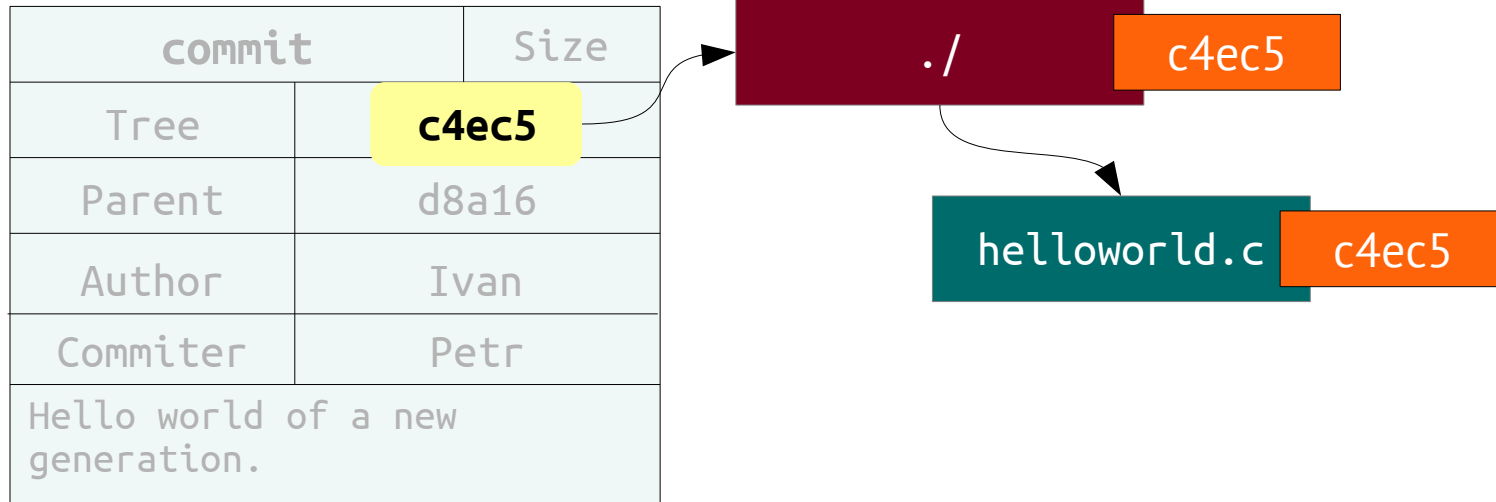 commit Size
Tree c4ec5
Parent d8a16
Author Ivan
Commiter Petr
Hello world of a new
generation.
./ c4ec5
helloworld.c c4ec5